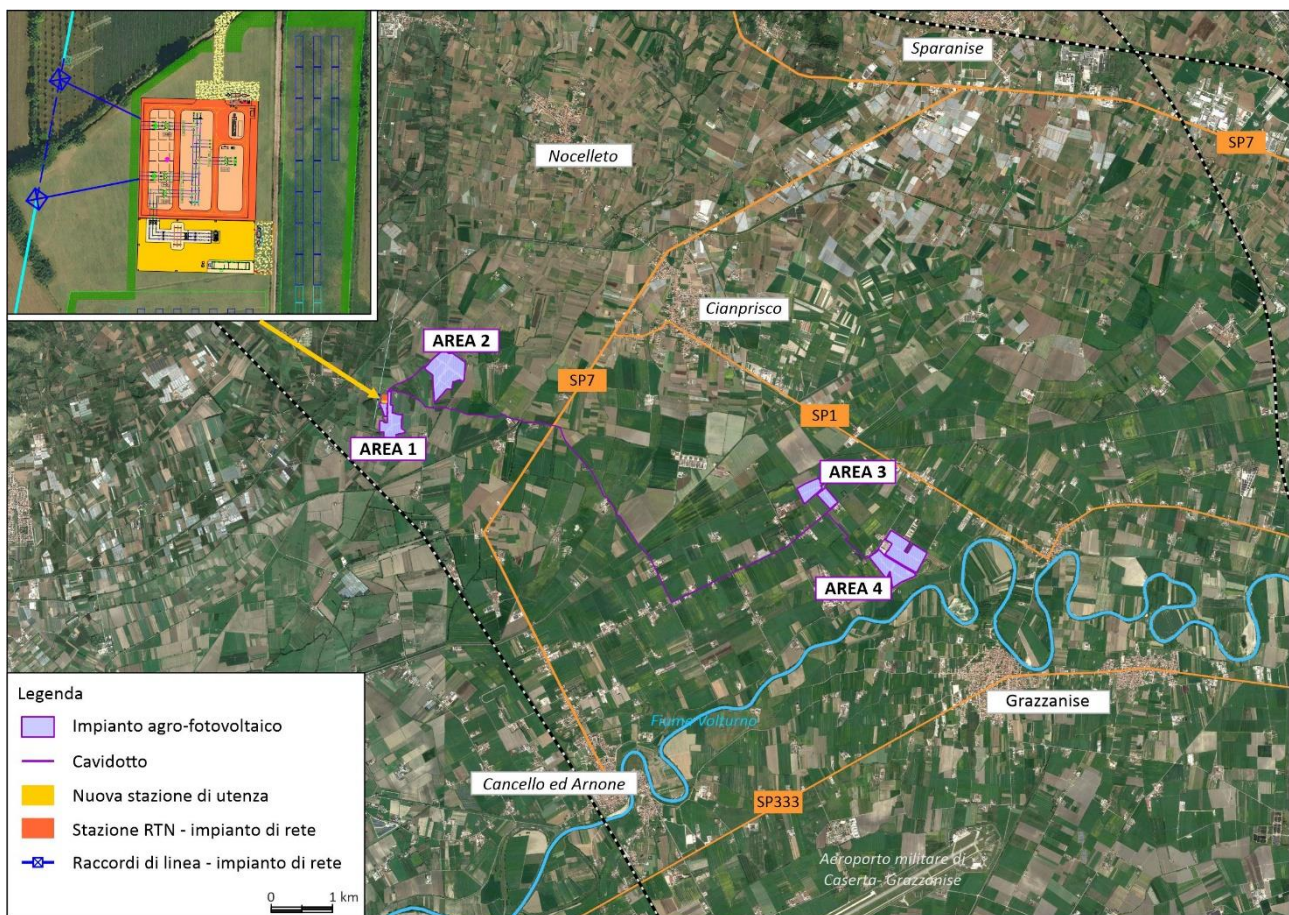 Sparanise
SP7
Nocelleto
Cianprisco
AREA 2
SP7
SP1
AREA 1
AREA 3
AREA 4
Grazzanise
Fiume Volturno
Cancello ed Arnone
SP333
Aeroporto militare di
Caserta- Grazzanise
Legenda
Impianto agro-fotovoltaico
Cavidotto
Nuova stazione di utenza
Stazione RTN - impianto di rete
Raccordi di linea - impianto di rete
0 1 km